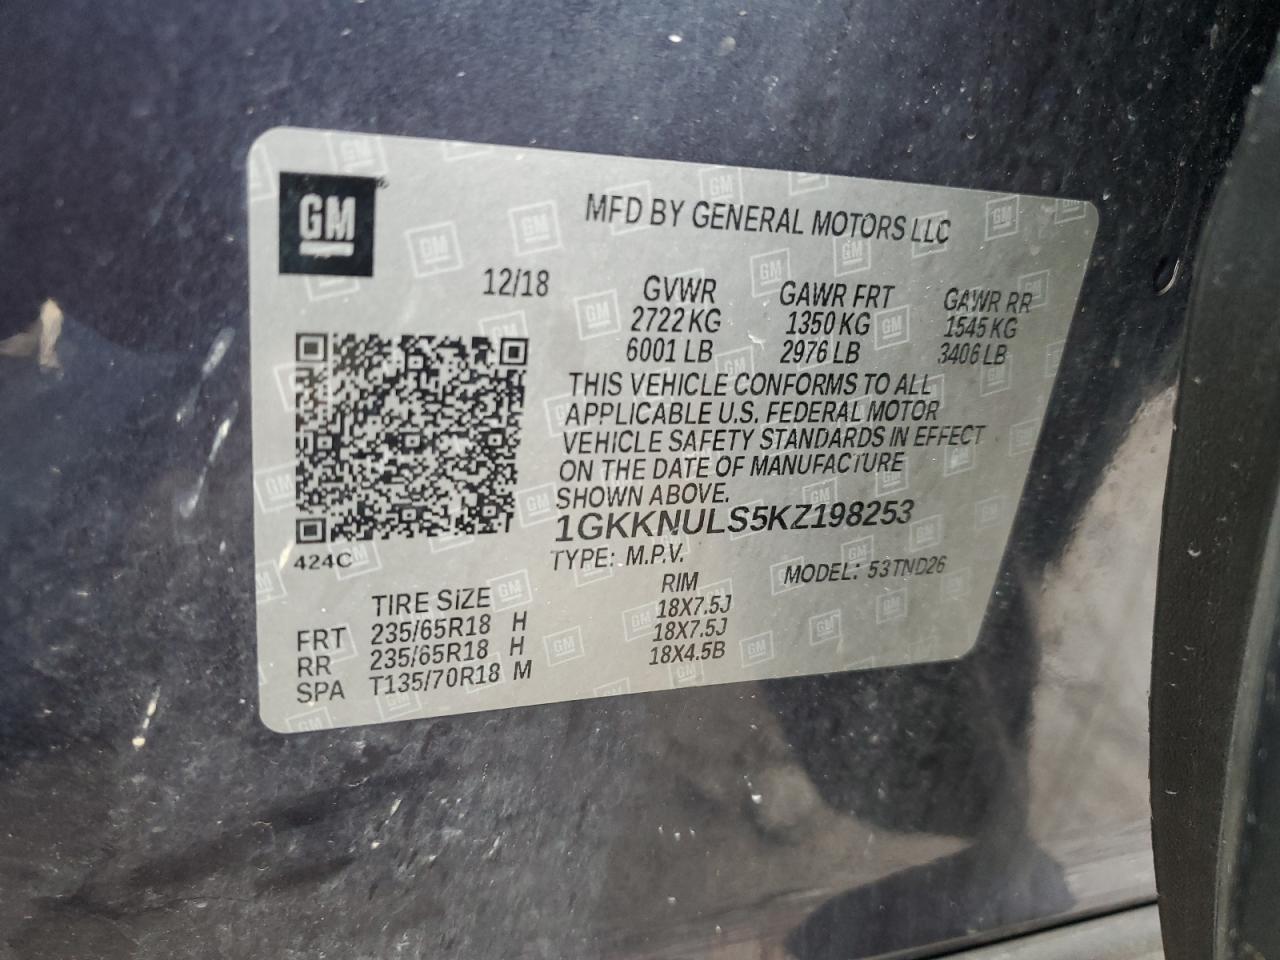 GM
MFD BY GENERAL MOTORS LLC
12/18
GVWR GAWR FRT GAWR RR
2722 KG 1350 KG 1545 KG
6001 LB 2976 LB 3406 LB
THIS VEHICLE CONFORMS TO ALL
APPLICABLE U.S. FEDERAL MOTOR
VEHICLE SAFETY STANDARDS IN EFFECT
ON THE DATE OF MANUFACTURE
SHOWN ABOVE.
1GKKNULS5KZ198253
424C
TYPE: M.P.V. MODEL: 53TND26
TIRE SIZE RIM
FRT 235/65R18 H 18X7.5J
RR 235/65R18 H 18X7.5J
SPA T135/70R18 M 18X4.5B